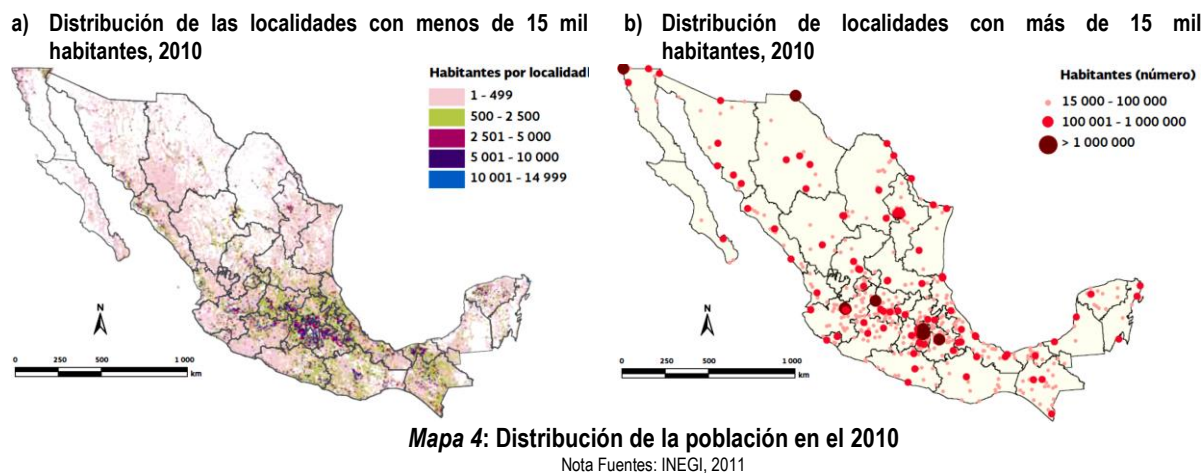 a) Distribución de las localidades con menos de 15 mil
habitantes, 2010
Habitantes por localidad
1 - 499
500 - 2 500
2 501 - 5 000
5 001 - 10 000
10 001 - 14 999
N
0 250 500 1 000
km
b) Distribución de localidades con más de 15 mil
habitantes, 2010
Habitantes (número)
15 000 - 100 000
100 001 - 1 000 000
> 1 000 000
N
0 250 500 1 000
km
Mapa 4: Distribución de la población en el 2010
Nota Fuentes: INEGI, 2011